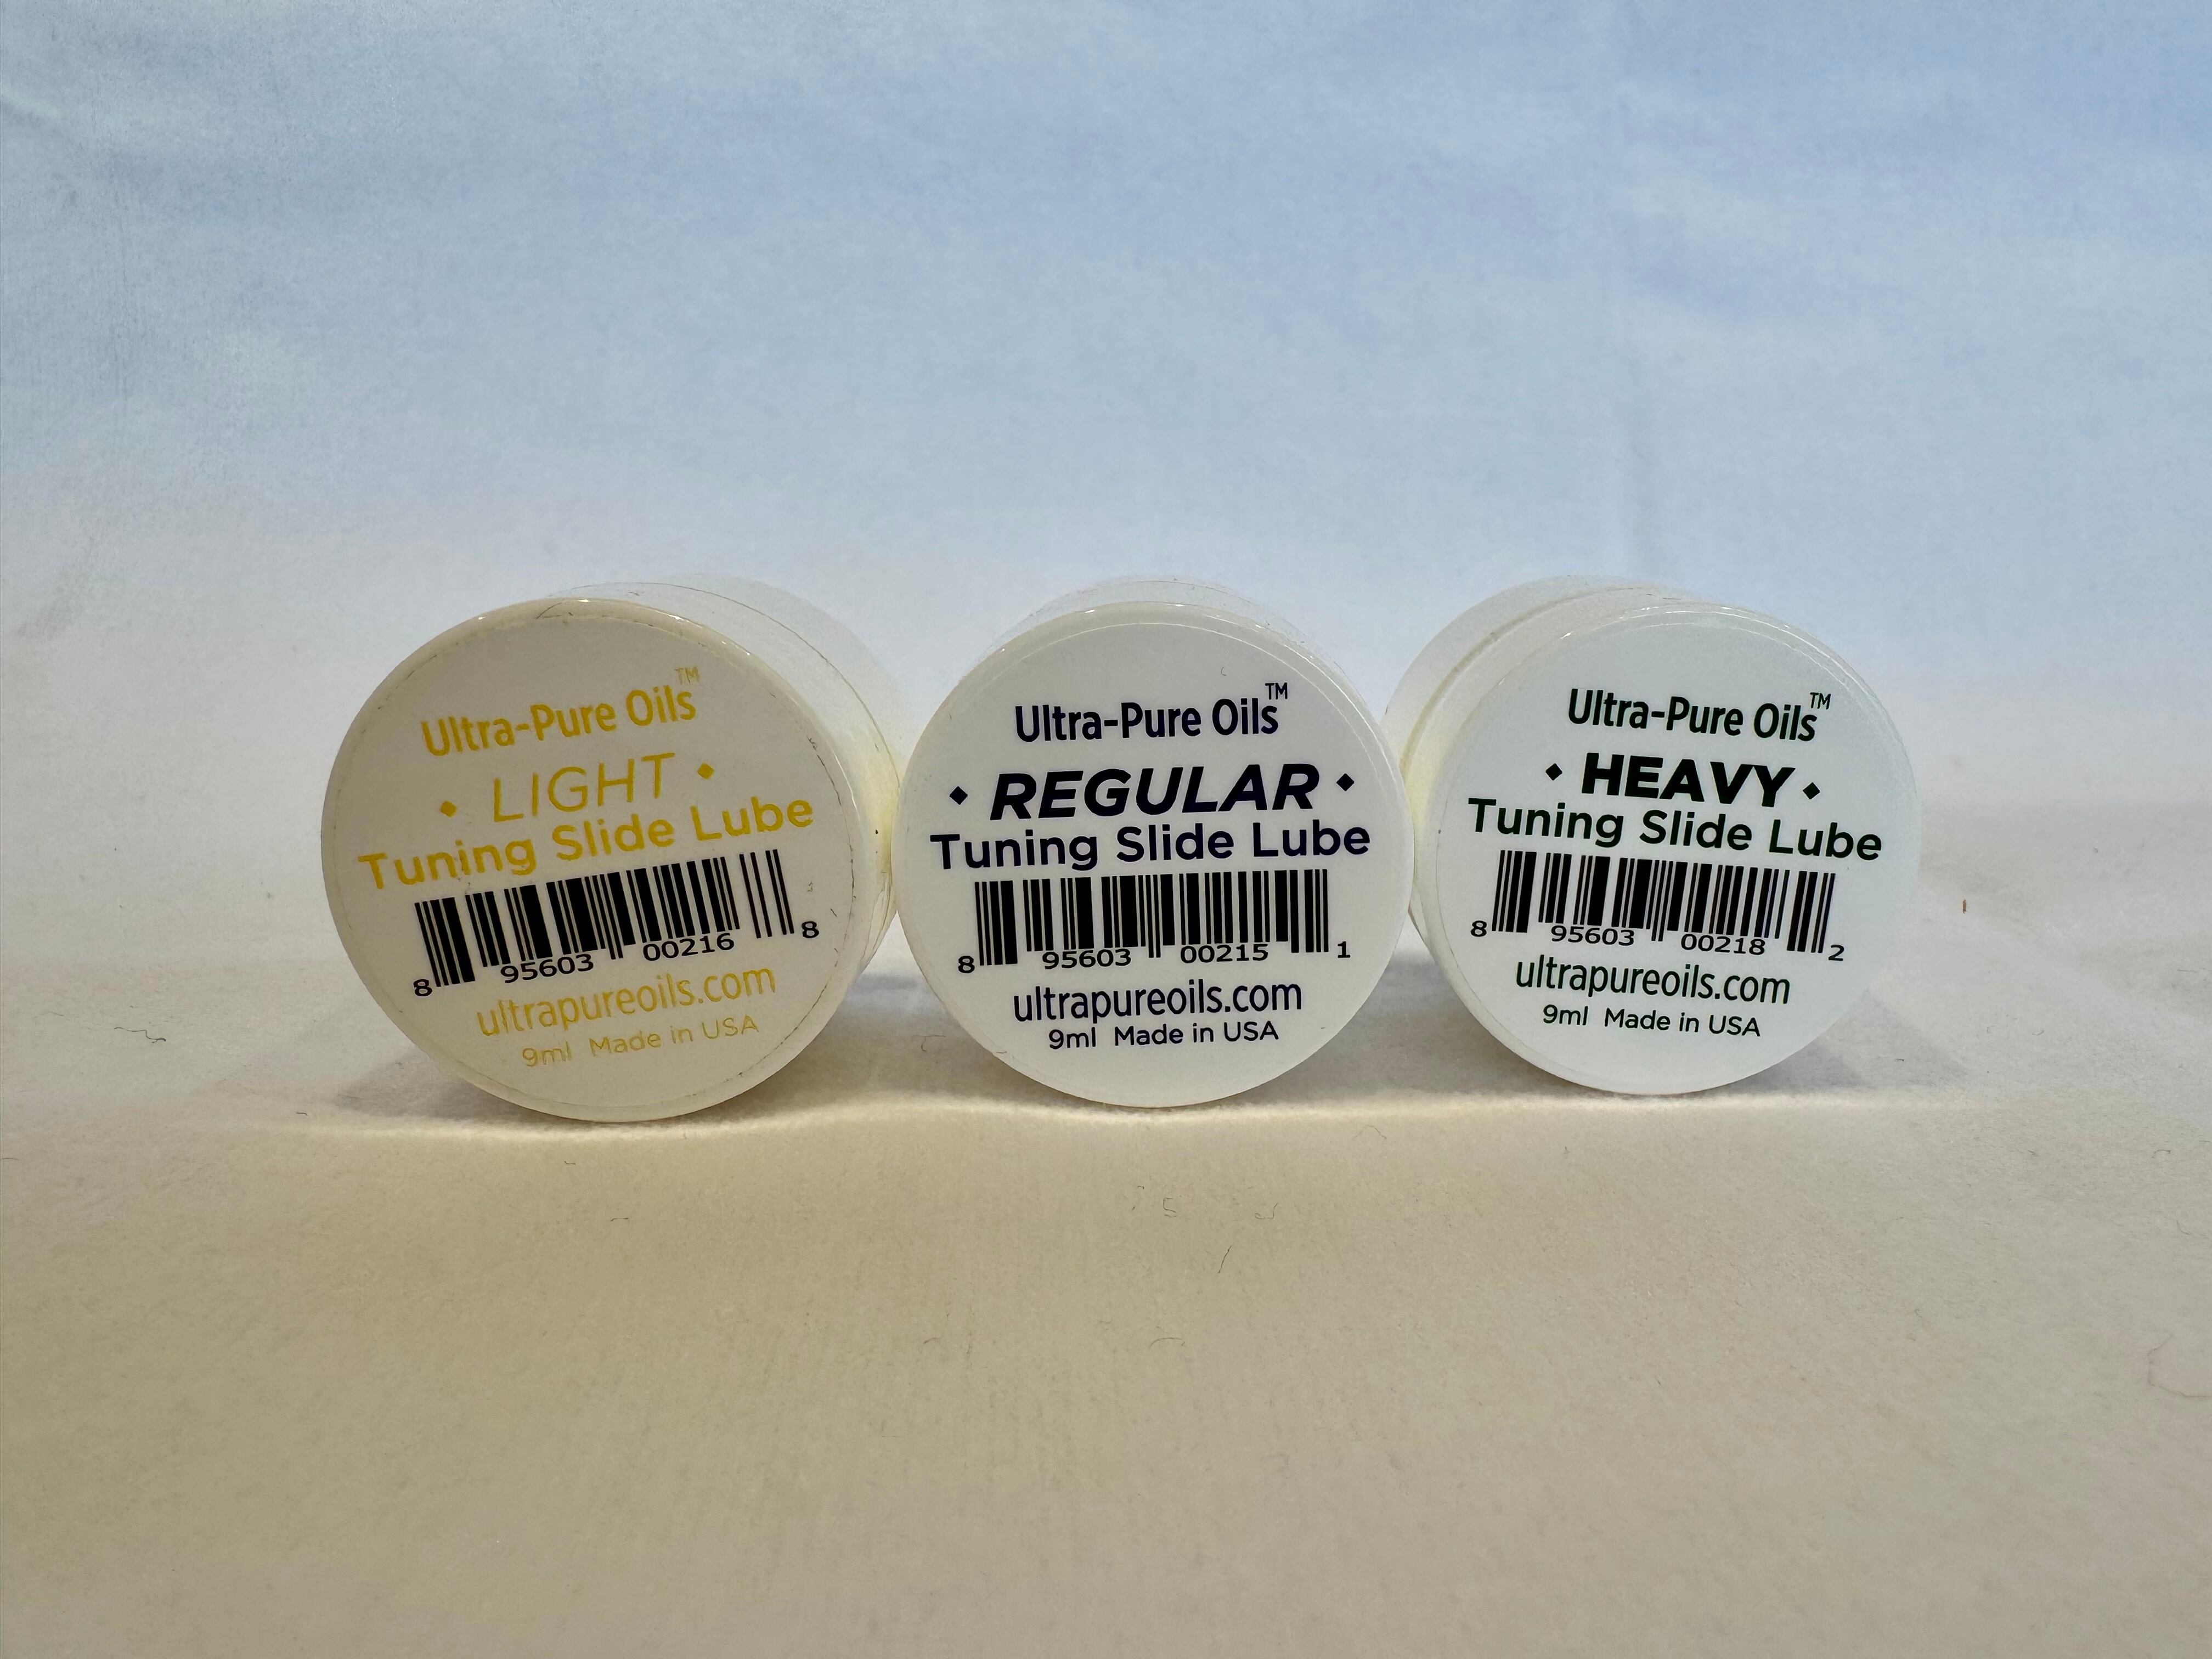 Ultra-Pure Oils™
• LIGHT •
Tuning Slide Lube
8 95603 00216 8
ultrapureoils.com
9ml Made in USA
Ultra-Pure Oils™
• REGULAR •
Tuning Slide Lube
8 95603 00215 1
ultrapureoils.com
9ml Made in USA
Ultra-Pure Oils™
• HEAVY •
Tuning Slide Lube
8 95603 00218 2
ultrapureoils.com
9ml Made in USA